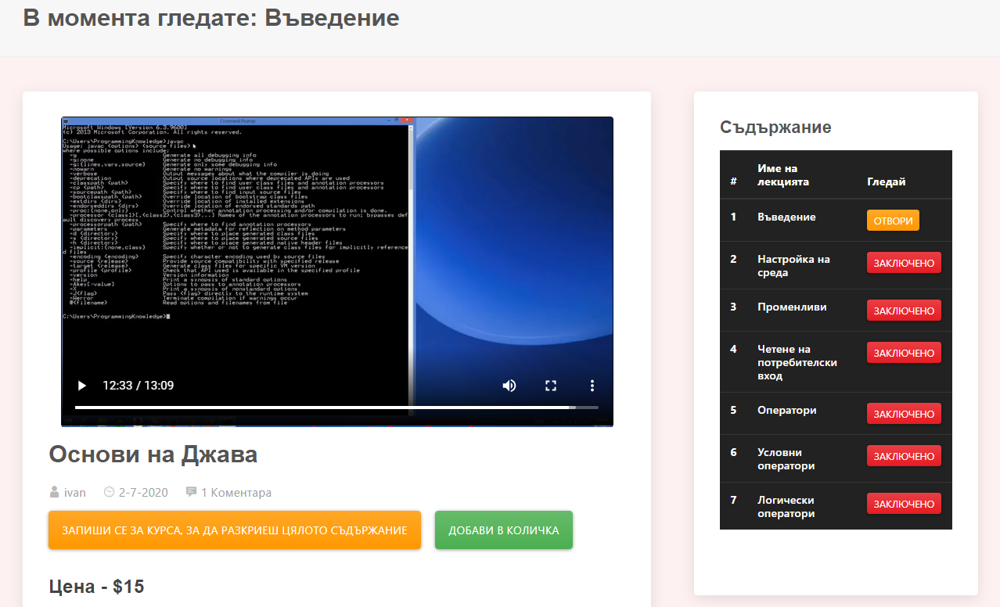 В момента гледате: Въведение
Command Prompt
Microsoft Windows [Version 6.3.9600]
(c) 2013 Microsoft Corporation. All rights reserved.
C:\Users\ProgrammingKnowledge>javac
Usage: javac <options> <source files>
where possible options include:
-g Generate all debugging info
-g:none Generate no debugging info
-g:{lines,vars,source} Generate only some debugging info
-nowarn Generate no warnings
-verbose Output messages about what the compiler is doing
-deprecation Output source locations where deprecated APIs are used
-classpath <path> Specify where to find user class files and annotation processors
-cp <path> Specify where to find user class files and annotation processors
-sourcepath <path> Specify where to find input source files
-bootclasspath <path> Override location of bootstrap class files
-extdirs <dirs> Override location of installed extensions
-endorseddirs <dirs> Override location of endorsed standards path
-proc:{none,only} Control whether annotation processing and/or compilation is done.
-processor <class1>[,<class2>,<class3>...] Names of the annotation processors to run; bypasses def
ault discovery process
-processorpath <path> Specify where to find annotation processors
-parameters Generate metadata for reflection on method parameters
-d <directory> Specify where to place generated class files
-s <directory> Specify where to place generated source files
-h <directory> Specify where to place generated native header files
-implicit:{none,class} Specify whether or not to generate class files for implicitly reference
d files
-encoding <encoding> Specify character encoding used by source files
-source <release> Provide source compatibility with specified release
-target <release> Generate class files for specific VM version
-profile <profile> Check that API used is available in the specified profile
-version Version information
-help Print a synopsis of standard options
-Akey[=value] Options to pass to annotation processors
-X Print a synopsis of nonstandard options
-J<flag> Pass <flag> directly to the runtime system
-Werror Terminate compilation if warnings occur
@<filename> Read options and filenames from file
C:\Users\ProgrammingKnowledge>
12:33 / 13:09
Основи на Джава
ivan 2-7-2020 1 Коментара
ЗАПИШИ СЕ ЗА КУРСА, ЗА ДА РАЗКРИЕШ ЦЯЛОТО СЪДЪРЖАНИЕ ДОБАВИ В КОЛИЧКА
Цена - $15
Съдържание
Име на
# лекцията Гледай
1 Въведение ОТВОРИ
2 Настройка на ЗАКЛЮЧЕНО
среда
3 Променливи ЗАКЛЮЧЕНО
4 Четене на ЗАКЛЮЧЕНО
потребителски
вход
5 Оператори ЗАКЛЮЧЕНО
6 Условни ЗАКЛЮЧЕНО
оператори
7 Логически ЗАКЛЮЧЕНО
оператори